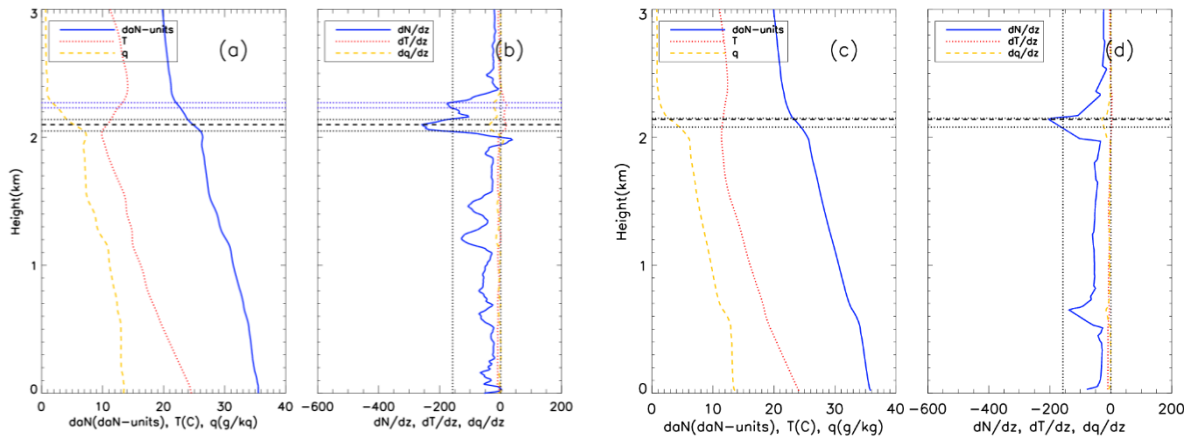 3
daN-units
T
q
(a)
2
1
0
Height(km)
0 10 20 30 40
daN(daN-units), T(C), q(g/kg)
dN/dz
dT/dz
dq/dz
(b)
-600 -400 -200 0 200
dN/dz, dT/dz, dq/dz
3
daN-units
T
q
(c)
2
1
0
Height(km)
0 10 20 30 40
daN(daN-units), T(C), q(g/kg)
dN/dz
dT/dz
dq/dz
(d)
-600 -400 -200 0 200
dN/dz, dT/dz, dq/dz